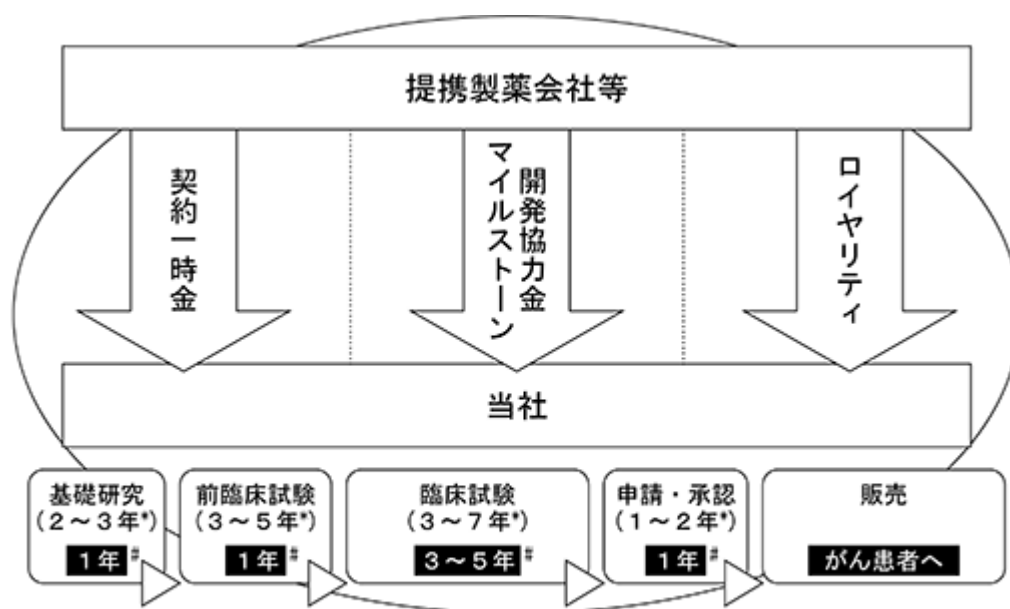 提携製薬会社等
契約一時金
開発協力金
マイルストーン
ロイヤリティ
当社
基礎研究
(2～3年*)
1年#
前臨床試験
(3～5年*)
1年#
臨床試験
(3～7年*)
3～5年#
申請・承認
(1～2年*)
1年#
販売
がん患者へ